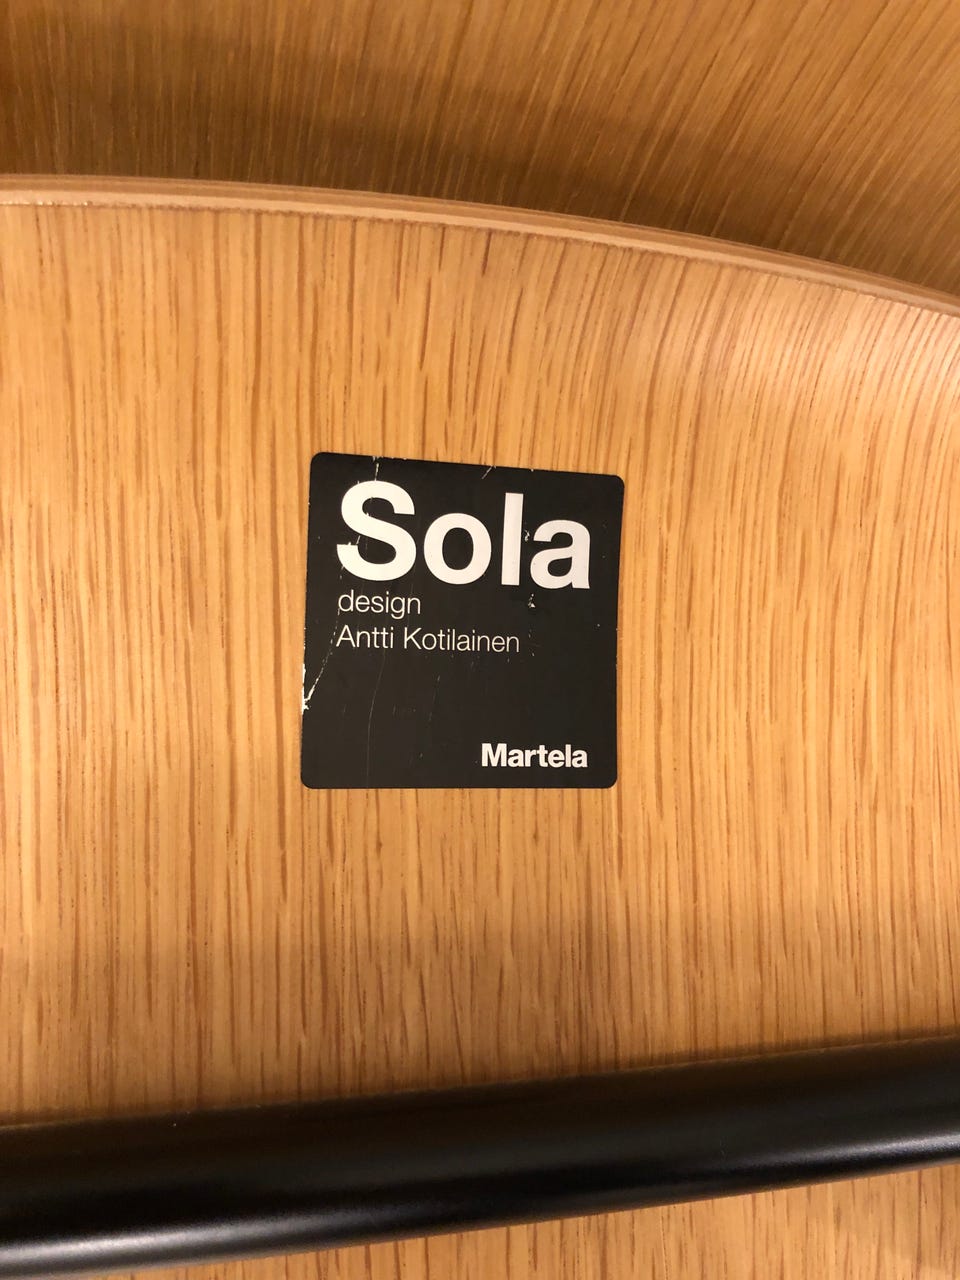 Sola
design
Antti Kotilainen
Martela